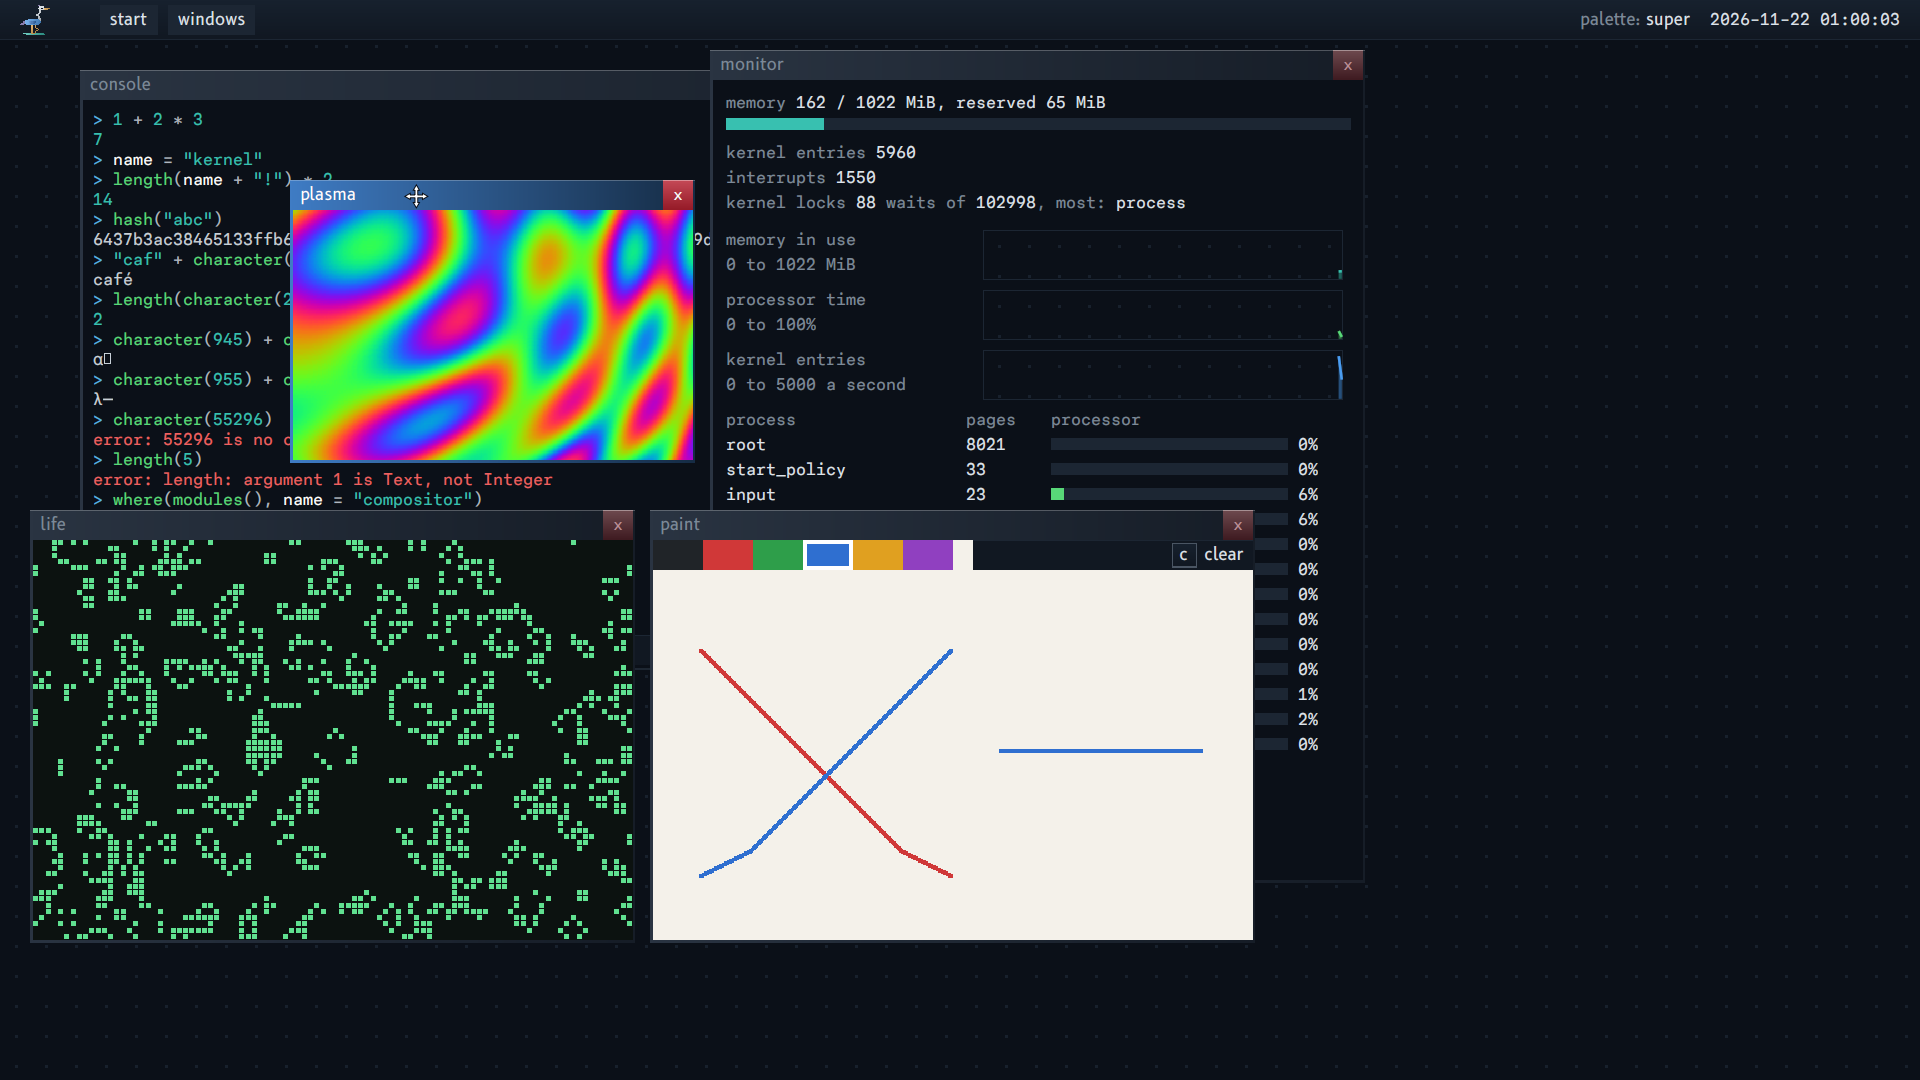 start windows palette: super 2026-11-22 01:00:03
console
> 1 + 2 * 3
7
> name = "kernel"
> length(name + "!") * 2
14
> hash("abc")
6437b3ac38465133ffb6
> "caf" + character(
café
> length(character(2
2
> character(945) + c
α
> character(955) + c
λ—
> character(55296)
error: 55296 is no c
> length(5)
error: length: argument 1 is Text, not Integer
> where(modules(), name = "compositor")
plasma x
monitor x
memory 162 / 1022 MiB, reserved 65 MiB
kernel entries 5960
interrupts 1550
kernel locks 88 waits of 102998, most: process
memory in use
0 to 1022 MiB
processor time
0 to 100%
kernel entries
0 to 5000 a second
process pages processor
root 8021 0%
start_policy 33 0%
input 23 6%
6%
0%
0%
0%
0%
0%
0%
1%
2%
0%
life x
paint x
c clear